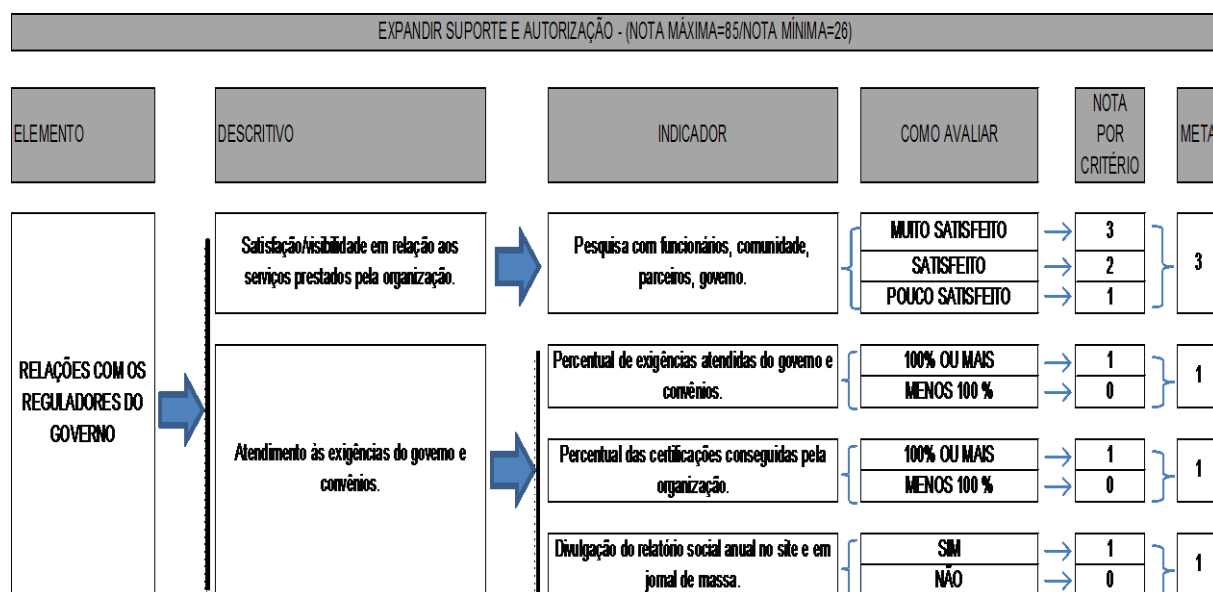 EXPANDIR SUPORTE E AUTORIZAÇÃO - (NOTA MÁXIMA=85/NOTA MÍNIMA=26)
ELEMENTO
DESCRITIVO
INDICADOR
COMO AVALIAR
NOTA
POR
CRITÉRIO
META
RELAÇÕES COM OS
REGULADORES DO
GOVERNO
Satisfação/visibilidade em relação aos
serviços prestados pela organização.
Pesquisa com funcionários, comunidade,
parceiros, governo.
MUITO SATISFEITO
3
SATISFEITO
2
POUCO SATISFEITO
1
3
Atendimento às exigências do governo e
convênios.
Percentual de exigências atendidas do governo e
convênios.
100% OU MAIS
1
MENOS 100 %
0
1
Percentual das certificações conseguidas pela
organização.
100% OU MAIS
1
MENOS 100 %
0
1
Divulgação do relatório social anual no site e em
jornal de massa.
SIM
1
NÃO
0
1